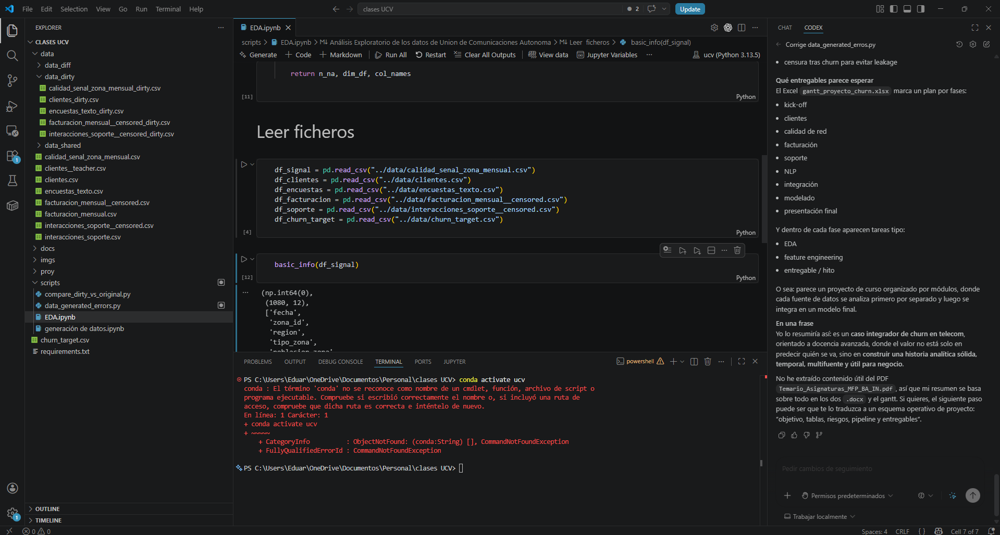 File Edit Selection View Go Run Terminal Help
clases UCV
2
Update
EXPLORER
CLASES UCV
data
data_diff
data_dirty
calidad_senal_zona_mensual_dirty.csv
clientes_dirty.csv
encuestas_texto_dirty.csv
facturacion_mensual__censored_dirty.csv
interacciones_soporte__censored_dirty.csv
data_shared
calidad_senal_zona_mensual.csv
clientes__teacher.csv
clientes.csv
encuestas_texto.csv
facturacion_mensual__censored.csv
facturacion_mensual.csv
interacciones_soporte__censored.csv
interacciones_soporte.csv
docs
imgs
proy
scripts
compare_dirty_vs_original.py
data_generated_errors.py
EDA.ipynb
generación de datos.ipynb
churn_target.csv
requirements.txt
OUTLINE
TIMELINE
1
1
EDA.ipynb
scripts > EDA.ipynb > M↓ Análisis Exploratorio de los datos de Union de Comunicaciones Autonoma > M↓ Leer ficheros > basic_info(df_signal)
Generate + Code + Markdown Run All Restart Clear All Outputs View data Jupyter Variables ... ucv (Python 3.13.5)
return n_na, dim_df, col_names
[11]
Python
Leer ficheros
df_signal = pd.read_csv("../data/calidad_senal_zona_mensual.csv")
df_clientes = pd.read_csv("../data/clientes.csv")
df_encuestas = pd.read_csv("../data/encuestas_texto.csv")
df_facturacion = pd.read_csv("../data/facturacion_mensual__censored.csv")
df_soporte = pd.read_csv("../data/interacciones_soporte__censored.csv")
df_churn_target = pd.read_csv("../data/churn_target.csv")
[4]
Python
basic_info(df_signal)
[12]
Python
(np.int64(0),
(1080, 12),
['fecha',
'zona_id',
'region',
'tipo_zona',
'poblacion_zona',
PROBLEMS OUTPUT DEBUG CONSOLE TERMINAL PORTS JUPYTER
powershell
PS C:\Users\Eduar\OneDrive\Documentos\Personal\clases UCV> conda activate ucv
conda : El término 'conda' no se reconoce como nombre de un cmdlet, función, archivo de script o
programa ejecutable. Compruebe si escribió correctamente el nombre o, si incluyó una ruta de
acceso, compruebe que dicha ruta es correcta e inténtelo de nuevo.
En línea: 1 Carácter: 1
+ conda activate ucv
+ ~~~~~
+ CategoryInfo : ObjectNotFound: (conda:String) [], CommandNotFoundException
+ FullyQualifiedErrorId : CommandNotFoundException
PS C:\Users\Eduar\OneDrive\Documentos\Personal\clases UCV>
CHAT CODEX
Corrige data_generated_erros.py
• censura tras churn para evitar leakage
Qué entregables parece esperar
El Excel gantt_proyecto_churn.xlsx marca un plan por fases:
• kick-off
• clientes
• calidad de red
• facturación
• soporte
• NLP
• integración
• modelado
• presentación final
Y dentro de cada fase aparecen tareas tipo:
• EDA
• feature engineering
• entregable / hito
O sea: parece un proyecto de curso organizado por módulos, donde
cada fuente de datos se analiza primero por separado y luego se
integra en un modelo final.
En una frase
Yo lo resumiría así: es un caso integrador de churn en telecom,
orientado a docencia avanzada, donde el valor no está solo en
predecir quién se va, sino en construir una historia analítica sólida,
temporal, multifuente y útil para negocio.
No he extraído contenido útil del PDF
Temario_Asignaturas_MFP_BA_IN.pdf, así que mi resumen se basa
sobre todo en los dos .docx y el gantt. Si quieres, el siguiente paso
puede ser que te lo traduzca a un esquema operativo de proyecto:
“objetivo, tablas, riesgos, pipeline y entregables”.
Pedir cambios de seguimiento
Permisos predeterminados
Trabajar localmente
0 0
Spaces: 4 CRLF { } Cell 7 of 7